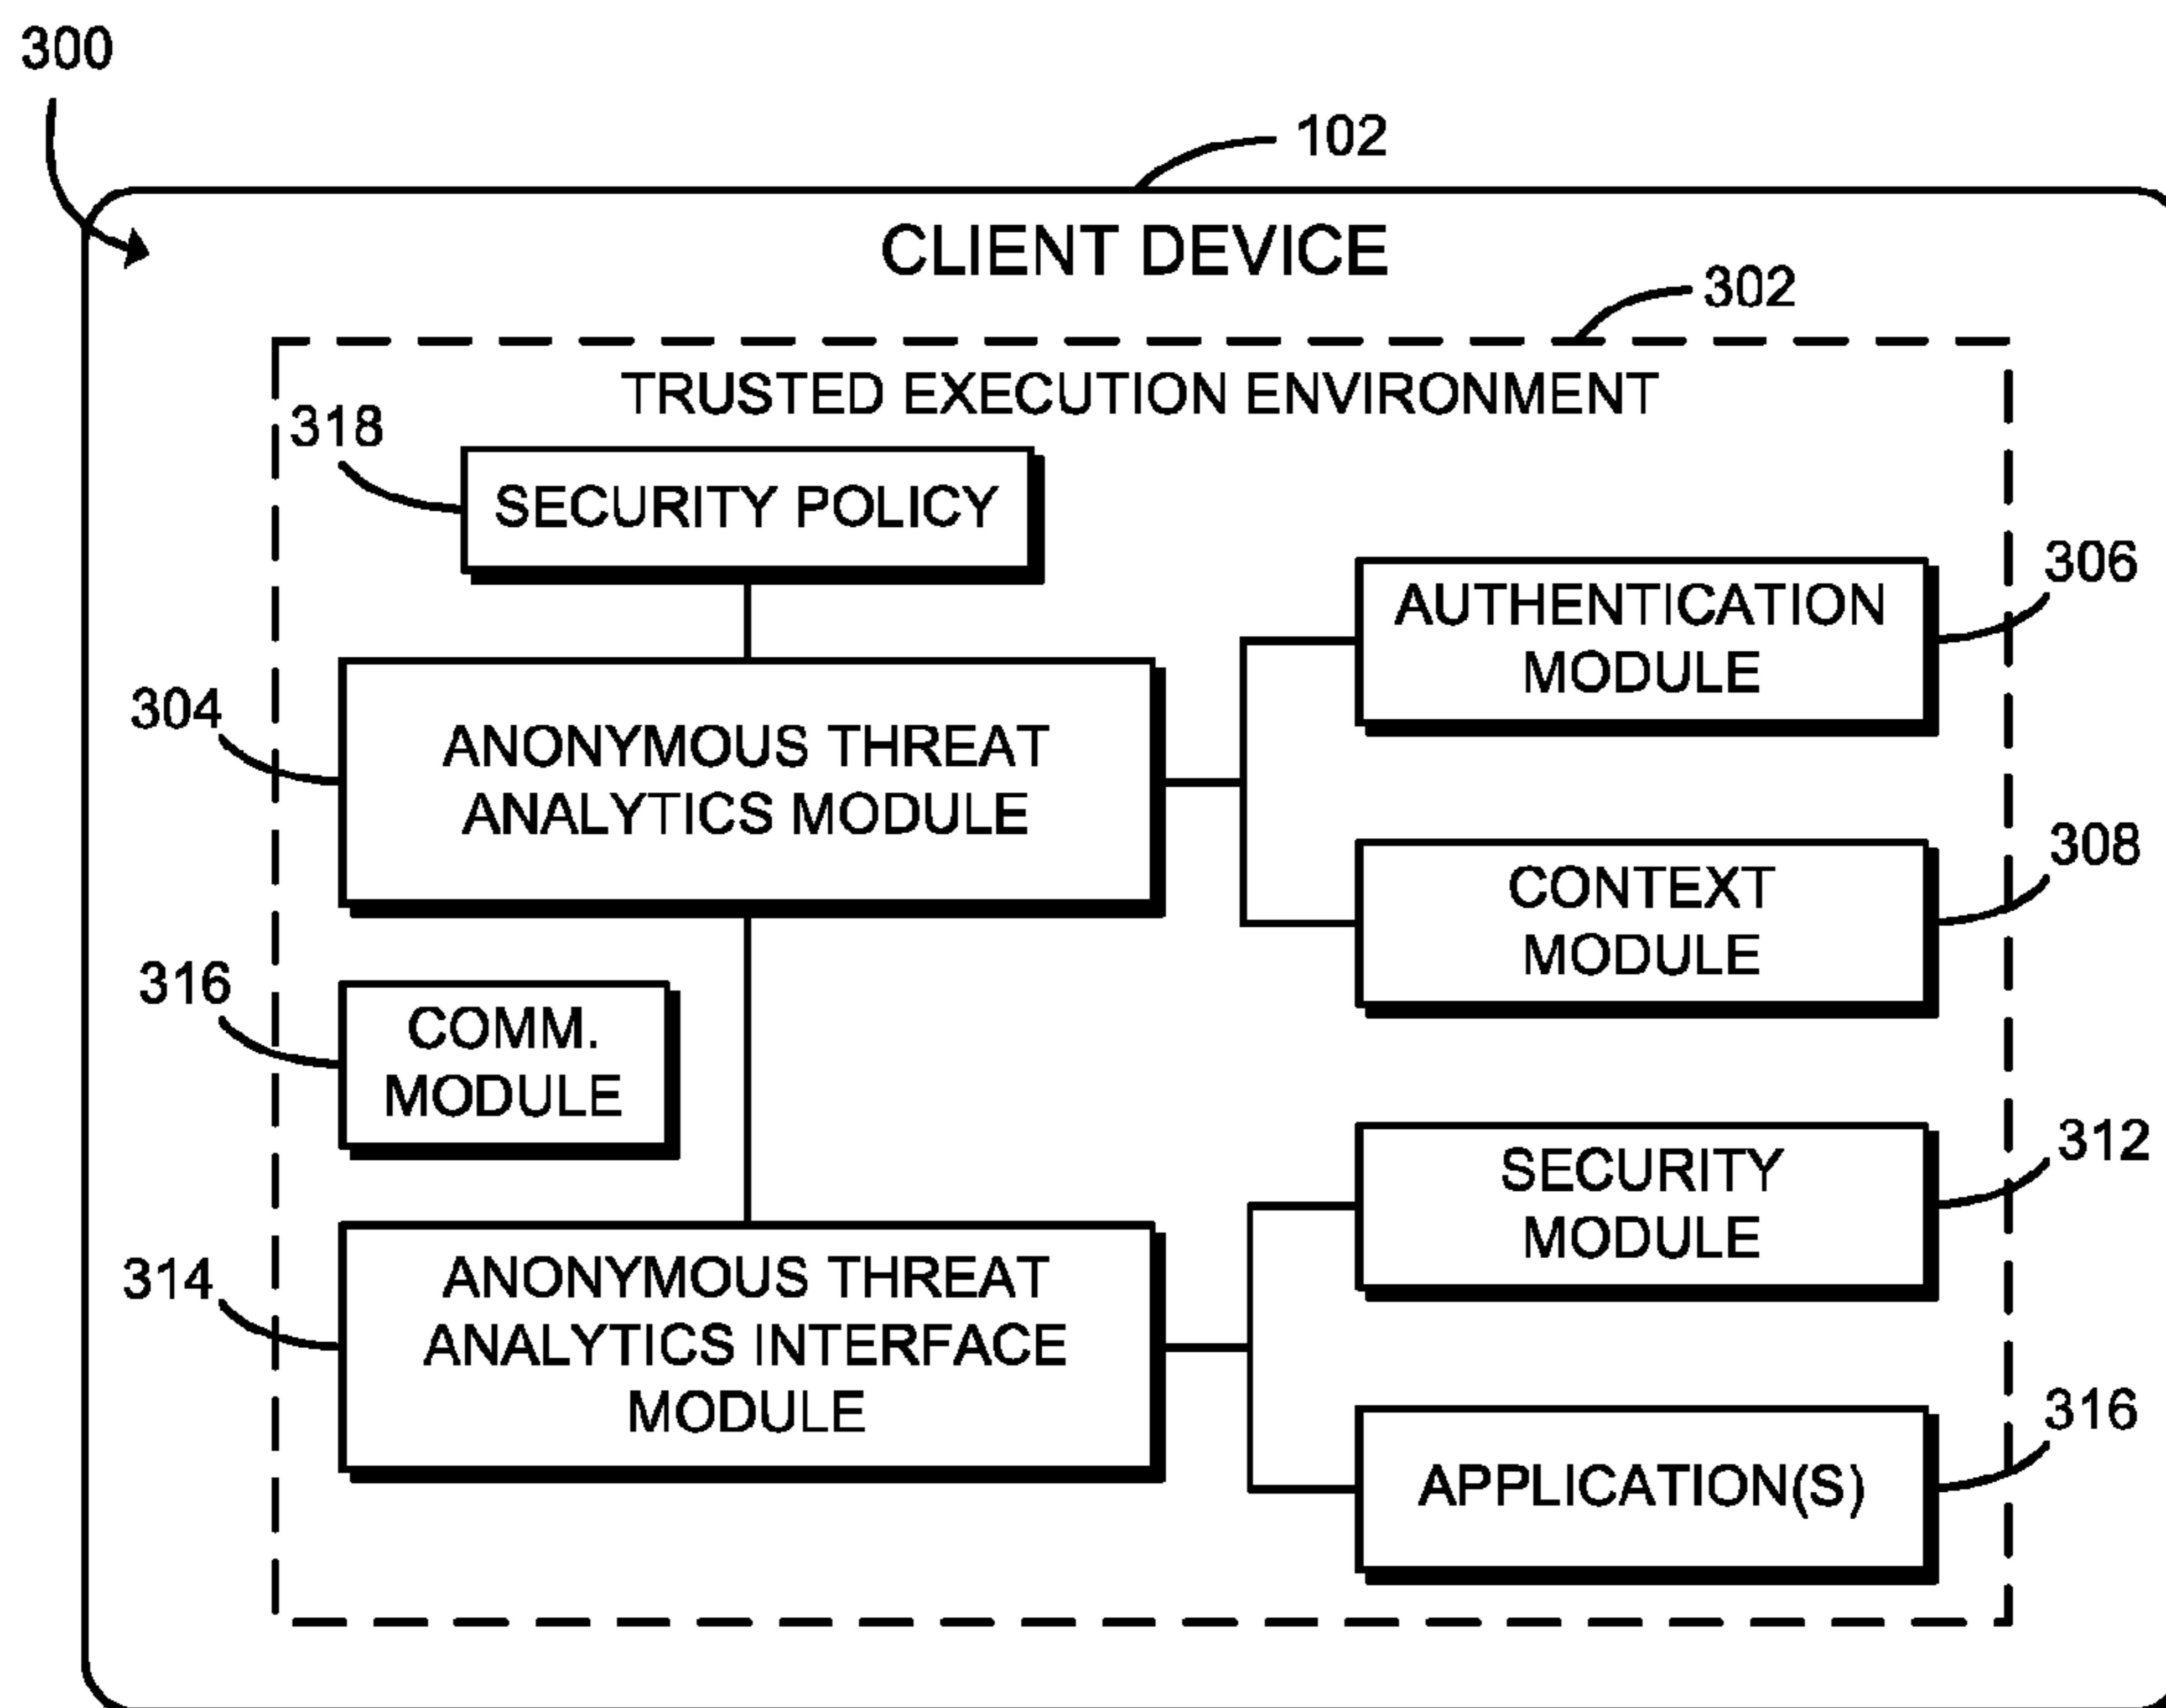 300
102
CLIENT DEVICE
302
TRUSTED EXECUTION ENVIRONMENT
318
SECURITY POLICY
306
AUTHENTICATION
MODULE
304
ANONYMOUS THREAT
ANALYTICS MODULE
308
CONTEXT
MODULE
316
COMM.
MODULE
312
SECURITY
MODULE
314
ANONYMOUS THREAT
ANALYTICS INTERFACE
MODULE
316
APPLICATION(S)